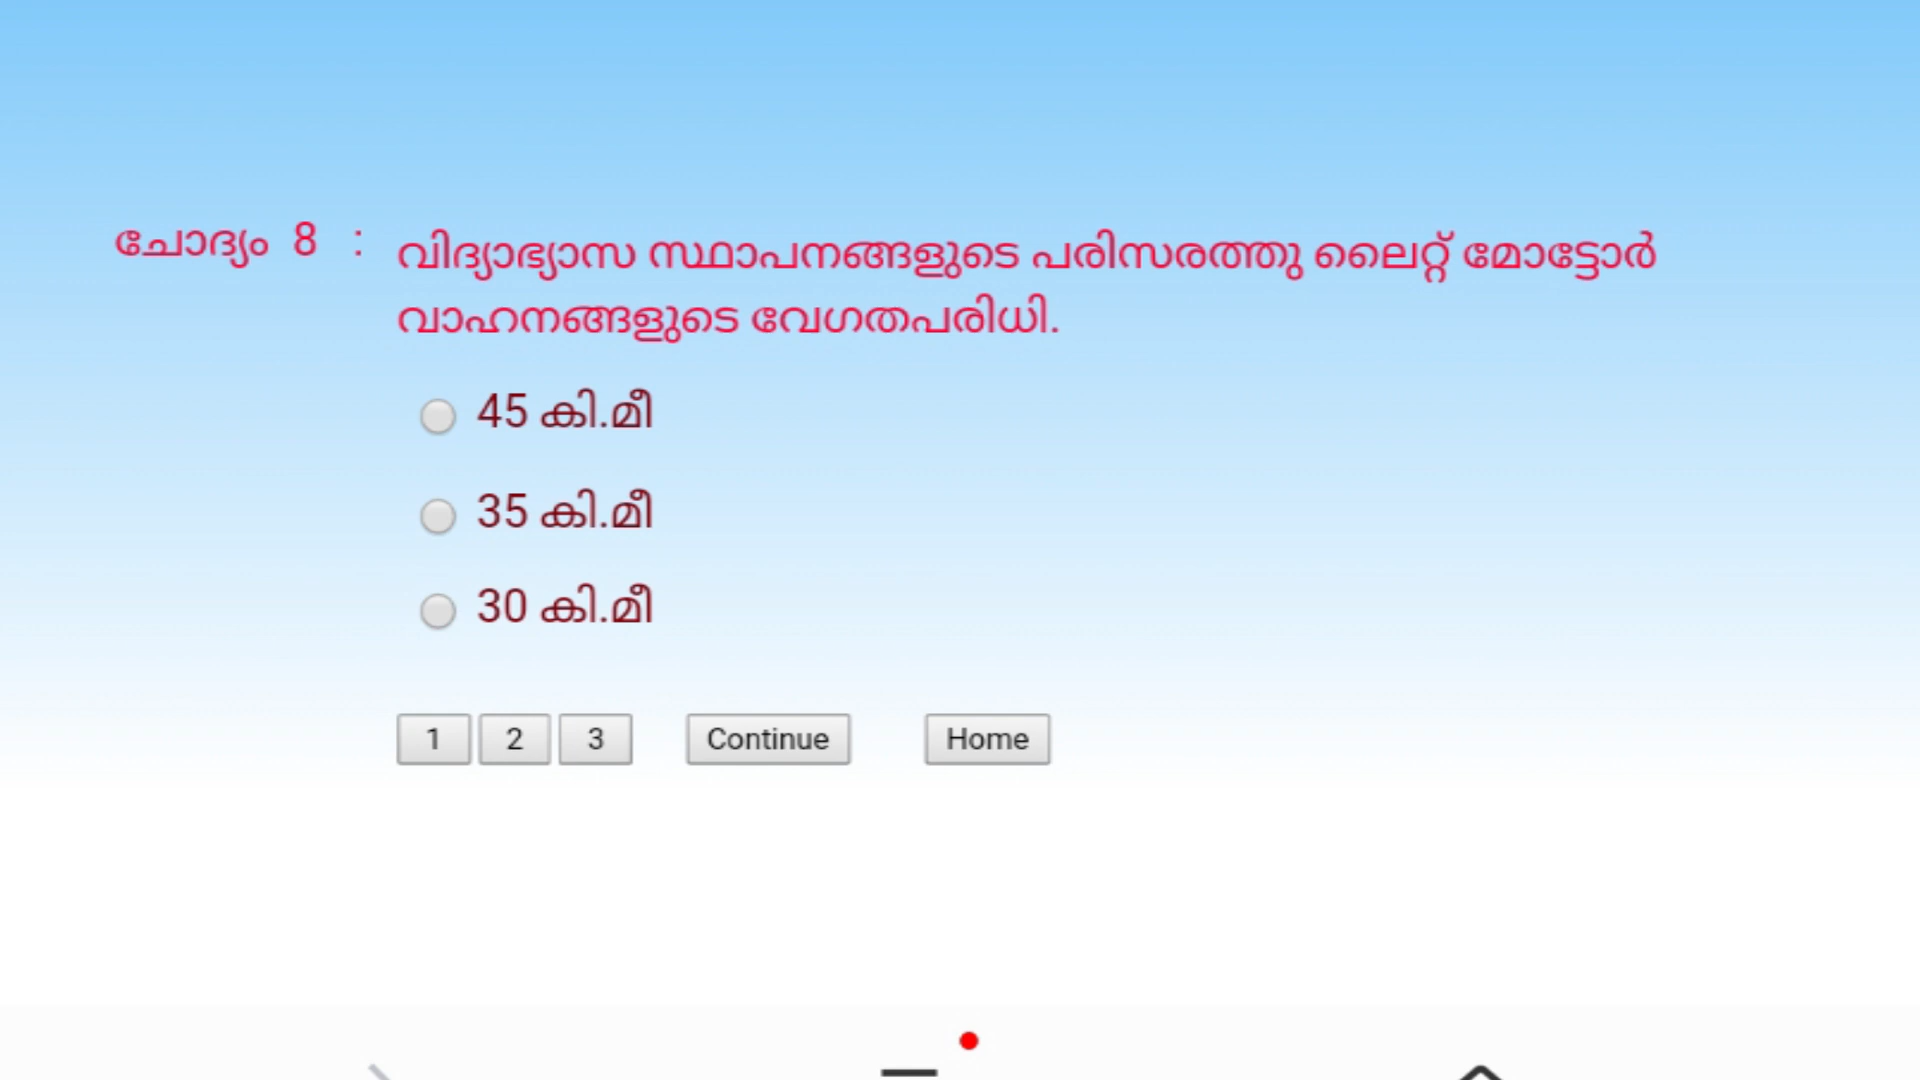 ചോദ്യം 8 : വിദ്യാഭ്യാസ സ്ഥാപനങ്ങളുടെ പരിസരത്തു ലൈറ്റ് മോട്ടോർ
വാഹനങ്ങളുടെ വേഗതപരിധി.
45 കി.മീ
35 കി.മീ
30 കി.മീ
1 2 3 Continue Home